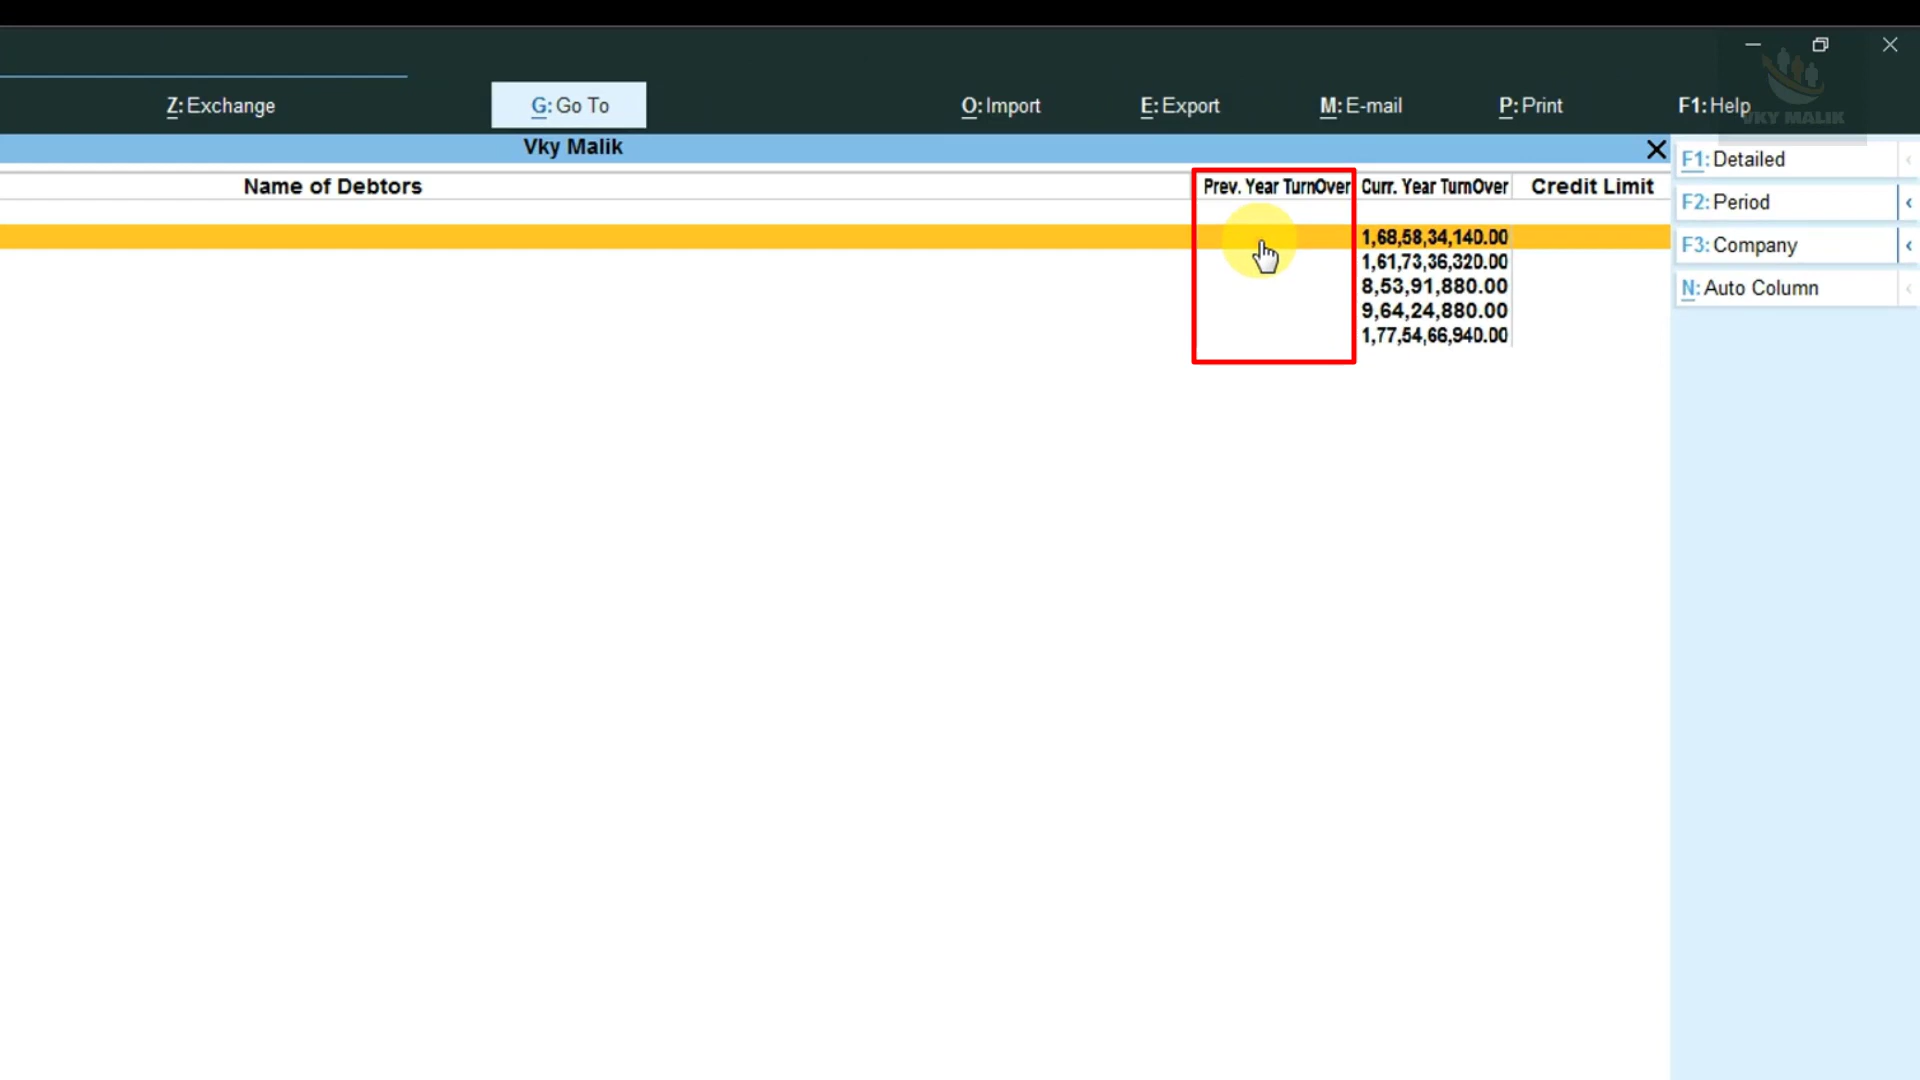 Z: Exchange
G: Go To
O: Import
E: Export
M: E-mail
P: Print
F1: Help
VKY MALIK
Vky Malik
Name of Debtors
Prev. Year TurnOver
Curr. Year TurnOver
Credit Limit
1,68,58,34,140.00
1,61,73,36,320.00
8,53,91,880.00
9,64,24,880.00
1,77,54,66,940.00
F1: Detailed
F2: Period
F3: Company
N: Auto Column